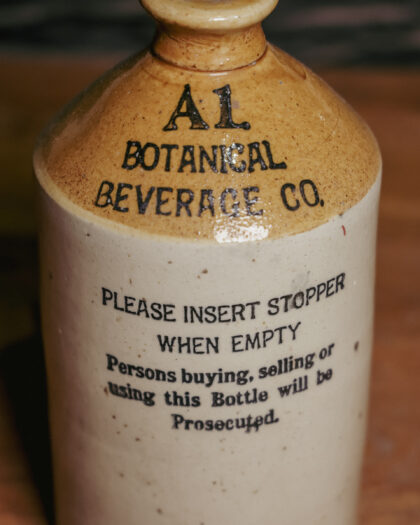 A1.
BOTANICAL
BEVERAGE CO.
PLEASE INSERT STOPPER
WHEN EMPTY
Persons buying, selling or
using this Bottle will be
Prosecuted.